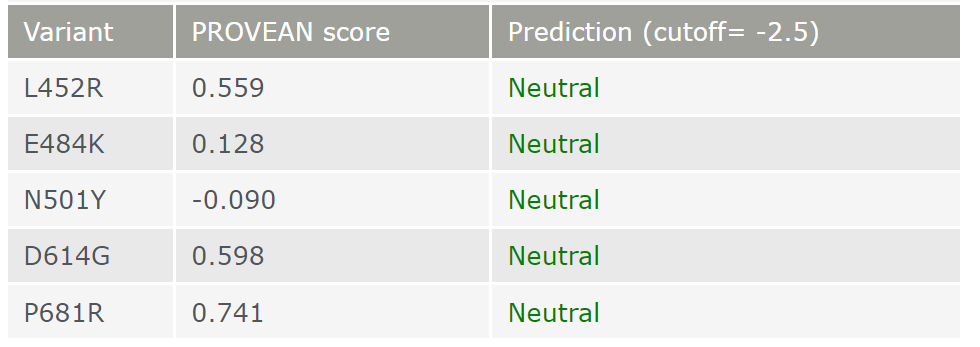 Variant PROVEAN score Prediction (cutoff= -2.5)
L452R 0.559 Neutral
E484K 0.128 Neutral
N501Y -0.090 Neutral
D614G 0.598 Neutral
P681R 0.741 Neutral